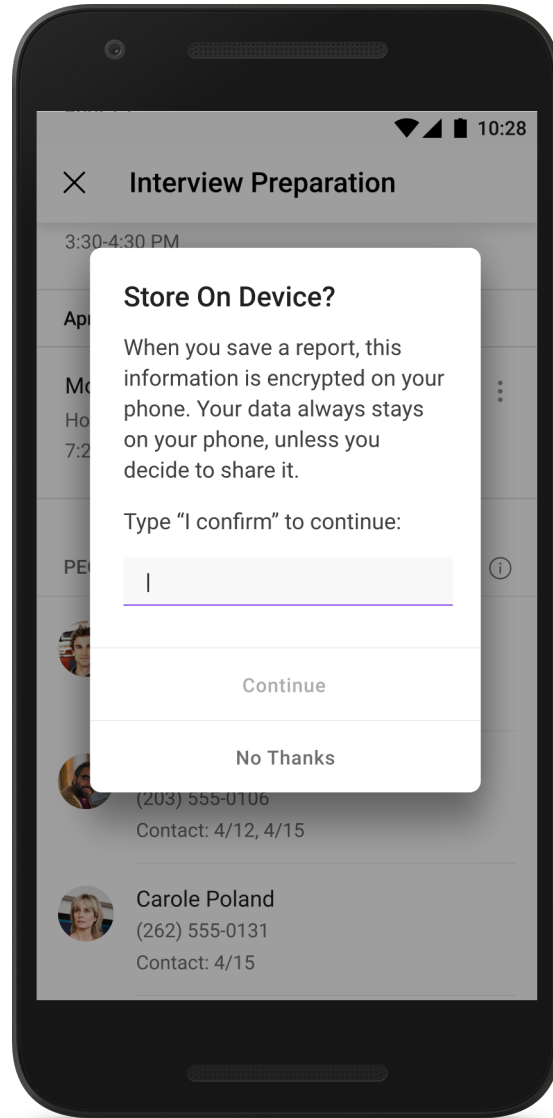 10:28
Interview Preparation
3:30-4:30 PM
Store On Device?
When you save a report, this
information is encrypted on your
phone. Your data always stays
on your phone, unless you
decide to share it.
Type “I confirm” to continue:
Continue
No Thanks
(203) 555-0106
Contact: 4/12, 4/15
Carole Poland
(262) 555-0131
Contact: 4/15